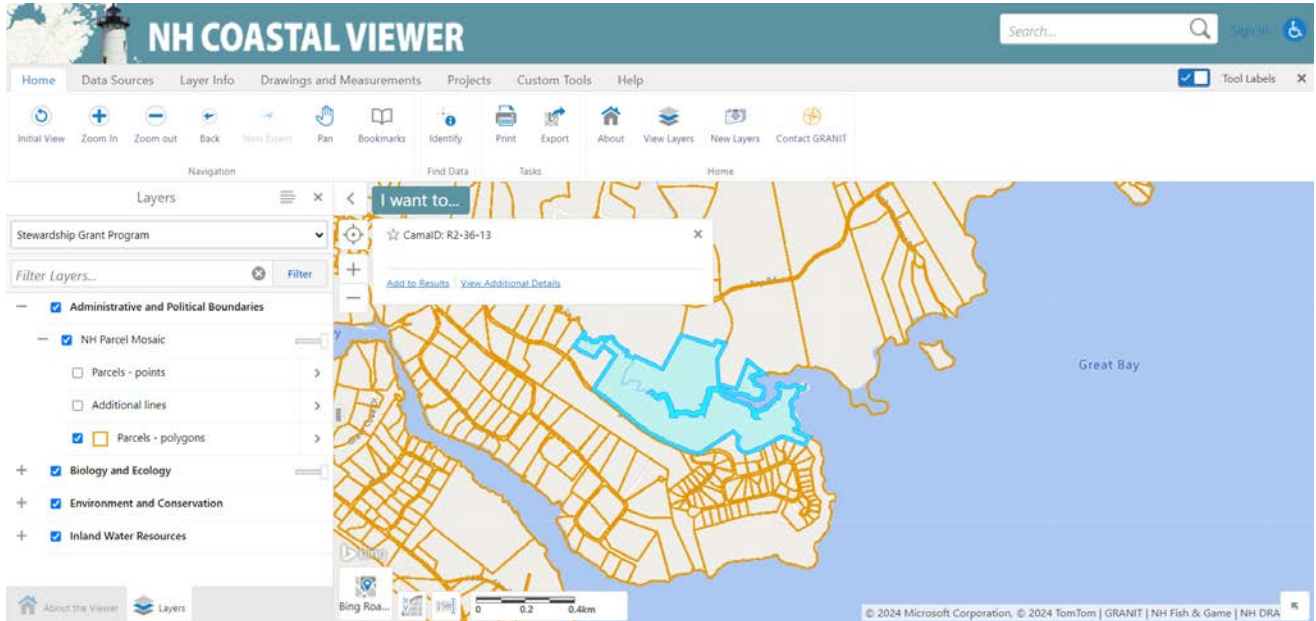 NH COASTAL VIEWER
Search...
Sign in
Home Data Sources Layer Info Drawings and Measurements Projects Custom Tools Help
Tool Labels
Initial View Zoom In Zoom out Back Next Extent Pan Bookmarks Identify Print Export About View Layers New Layers Contact GRANIT
Navigation Find Data Tasks Home
Layers
I want to...
Stewardship Grant Program
CamaID: R2-36-13
Filter Layers...
Filter
Add to Results View Additional Details
Administrative and Political Boundaries
NH Parcel Mosaic
Parcels - points
Additional lines
Parcels - polygons
Biology and Ecology
Environment and Conservation
Inland Water Resources
Great Bay
Bing
About the Viewer Layers
Bing Roa...
0 0.2 0.4km
© 2024 Microsoft Corporation, © 2024 TomTom | GRANIT | NH Fish & Game | NH DRA